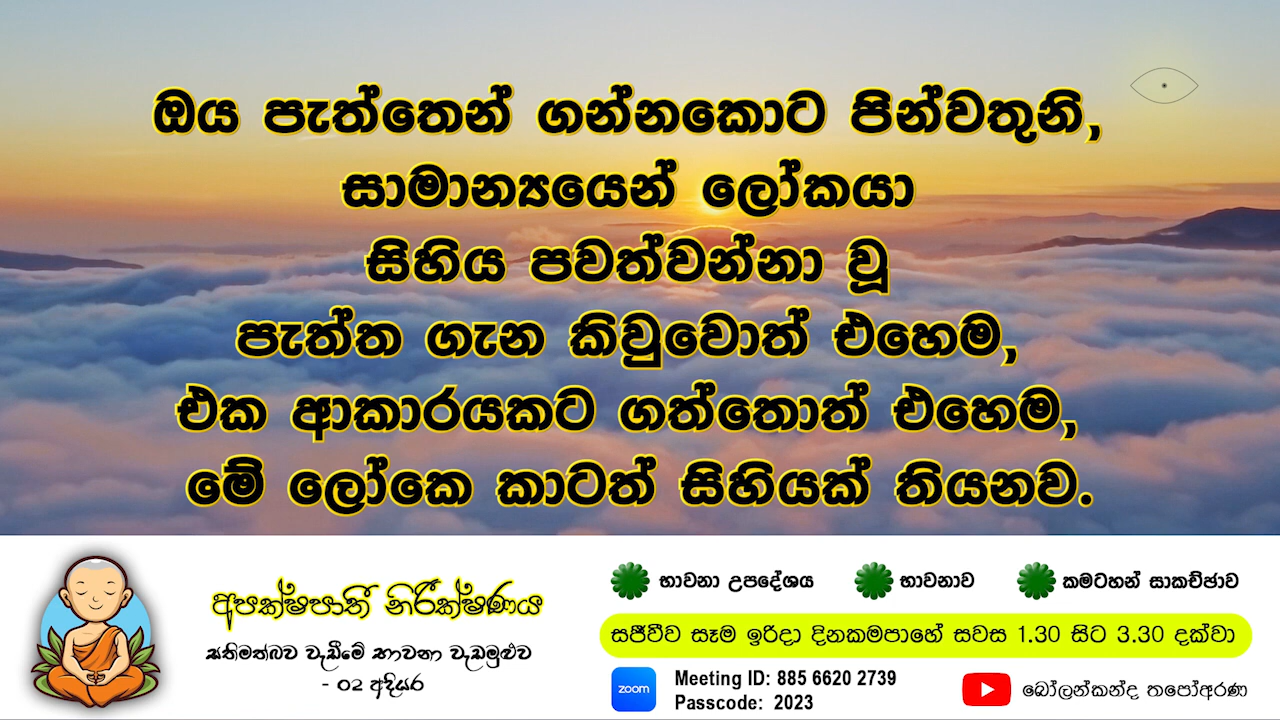 ඔය පැත්තෙන් ගන්නකොට පින්වතුනි,
සාමාන්‍යයෙන් ලෝකයා
සිහිය පවත්වන්නා වූ
පැත්ත ගැන කිවුවොත් එහෙම,
එක ආකාරයකට ගත්තොත් එහෙම,
මේ ලෝකෙ කාටත් සිහියක් තියනව.
අපක්ෂපාතී නිරීක්ෂණය
සතිමත්බව වැඩීමේ භාවනා වැඩමුළුව
- 02 අදියර
භාවනා උපදේශය
භාවනාව
කමටහන් සාකච්ඡාව
සජීවීව සෑම ඉරිදා දිනකමපාහේ සවස 1.30 සිට 3.30 දක්වා
zoom
Meeting ID: 885 6620 2739
Passcode: 2023
බෝලන්කන්ද තපෝඅරණ